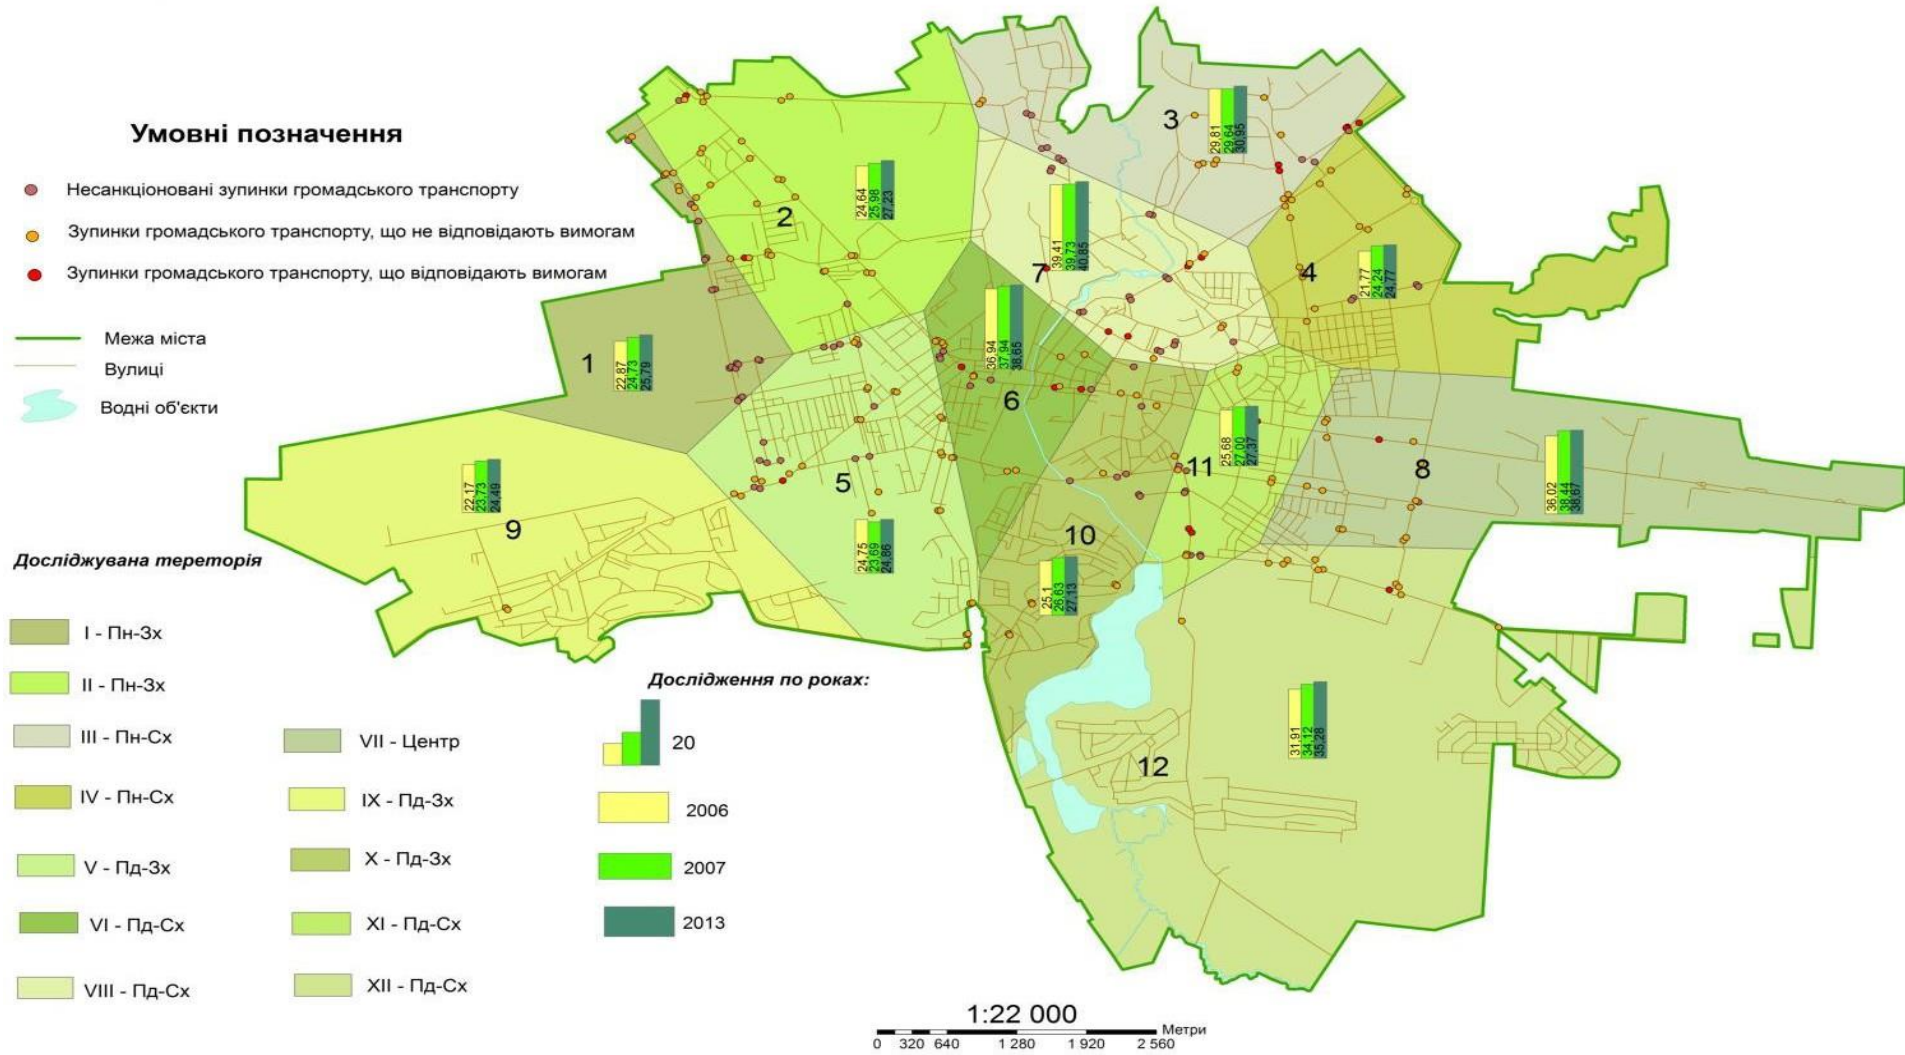 Умовні позначення
Несанкціоновані зупинки громадського транспорту
Зупинки громадського транспорту, що не відповідають вимогам
Зупинки громадського транспорту, що відповідають вимогам
Межа міста
Вулиці
Водні об'єкти
Досліджувана тереторія
I - Пн-Зх
II - Пн-Зх
III - Пн-Сх
IV - Пн-Сх
V - Пд-Зх
VI - Пд-Сх
VIII - Пд-Сх
VII - Центр
IX - Пд-Зх
X - Пд-Зх
XI - Пд-Сх
XII - Пд-Сх
Дослідження по роках:
20
2006
2007
2013
1
22,87
24,73
25,79
2
24,64
25,98
27,23
3
29,81
29,64
30,95
4
21,77
24,24
24,77
5
24,75
23,69
24,86
6
36,94
37,94
38,65
7
39,41
39,73
40,85
8
36,02
38,44
38,67
9
22,17
23,73
24,49
10
25,1
26,63
27,13
11
25,68
27,00
27,37
12
31,91
34,12
35,28
1:22 000
Метри
0 320 640 1 280 1 920 2 560